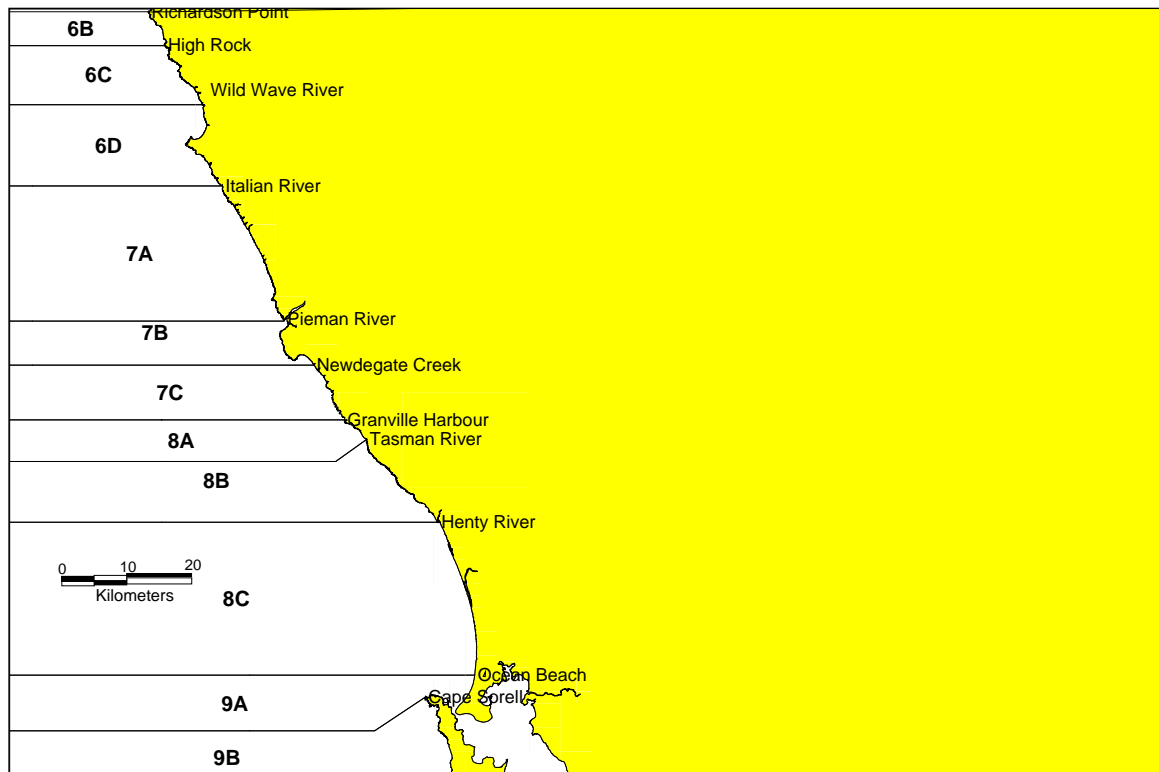 Richardson Point
6B
High Rock
6C
Wild Wave River
6D
Italian River
7A
Pieman River
7B
Newdegate Creek
7C
Granville Harbour
8A
Tasman River
8B
Henty River
0 10 20
Kilometers
8C
Ocean Beach
Cape Sorell
9A
9B